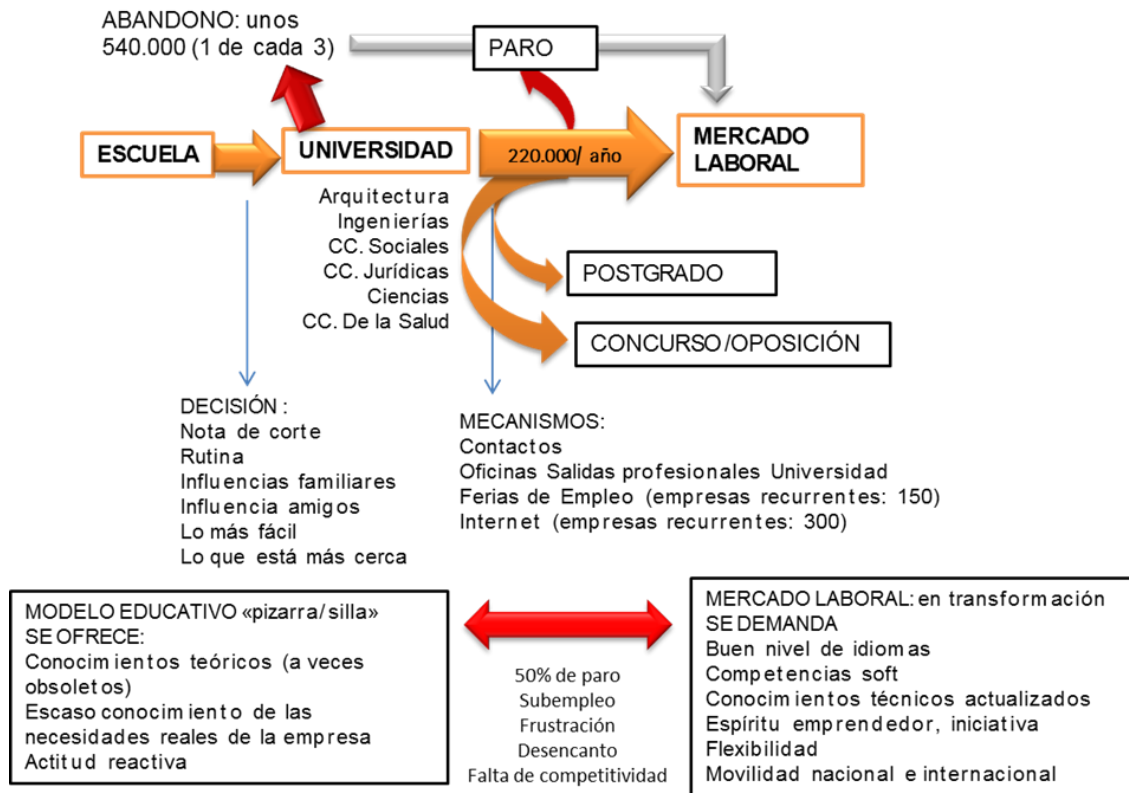 ABANDONO: unos
540.000 (1 de cada 3)
PARO
ESCUELA
UNIVERSIDAD
220.000/ año
MERCADO
LABORAL
Arquitectura
Ingenierías
CC. Sociales
CC. Jurídicas
Ciencias
CC. De la Salud
POSTGRADO
CONCURSO/OPOSICIÓN
DECISIÓN :
Nota de corte
Rutina
Influencias familiares
Influencia amigos
Lo más fácil
Lo que está más cerca
MECANISMOS:
Contactos
Oficinas Salidas profesionales Universidad
Ferias de Empleo (empresas recurrentes: 150)
Internet (empresas recurrentes: 300)
MODELO EDUCATIVO «pizarra/silla»
SE OFRECE:
Conocimientos teóricos (a veces
obsoletos)
Escaso conocimiento de las
necesidades reales de la empresa
Actitud reactiva
50% de paro
Subempleo
Frustración
Desencanto
Falta de competitividad
MERCADO LABORAL: en transformación
SE DEMANDA
Buen nivel de idiomas
Competencias soft
Conocimientos técnicos actualizados
Espíritu emprendedor, iniciativa
Flexibilidad
Movilidad nacional e internacional